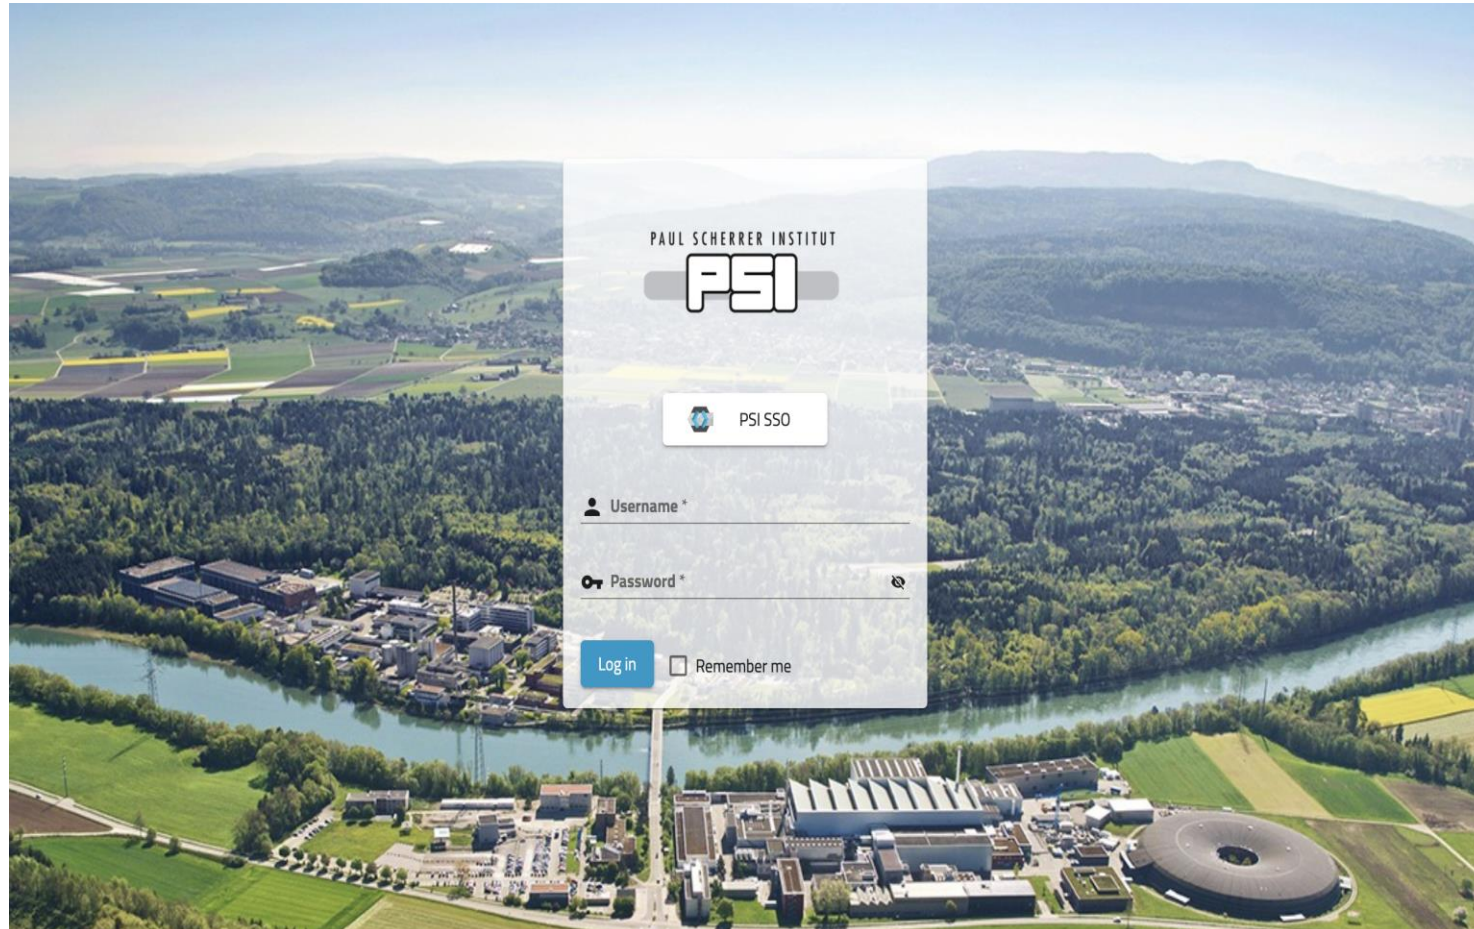 PAUL SCHERRER INSTITUT
PSI
PSI SSO
Username *
Password *
Log in
Remember me